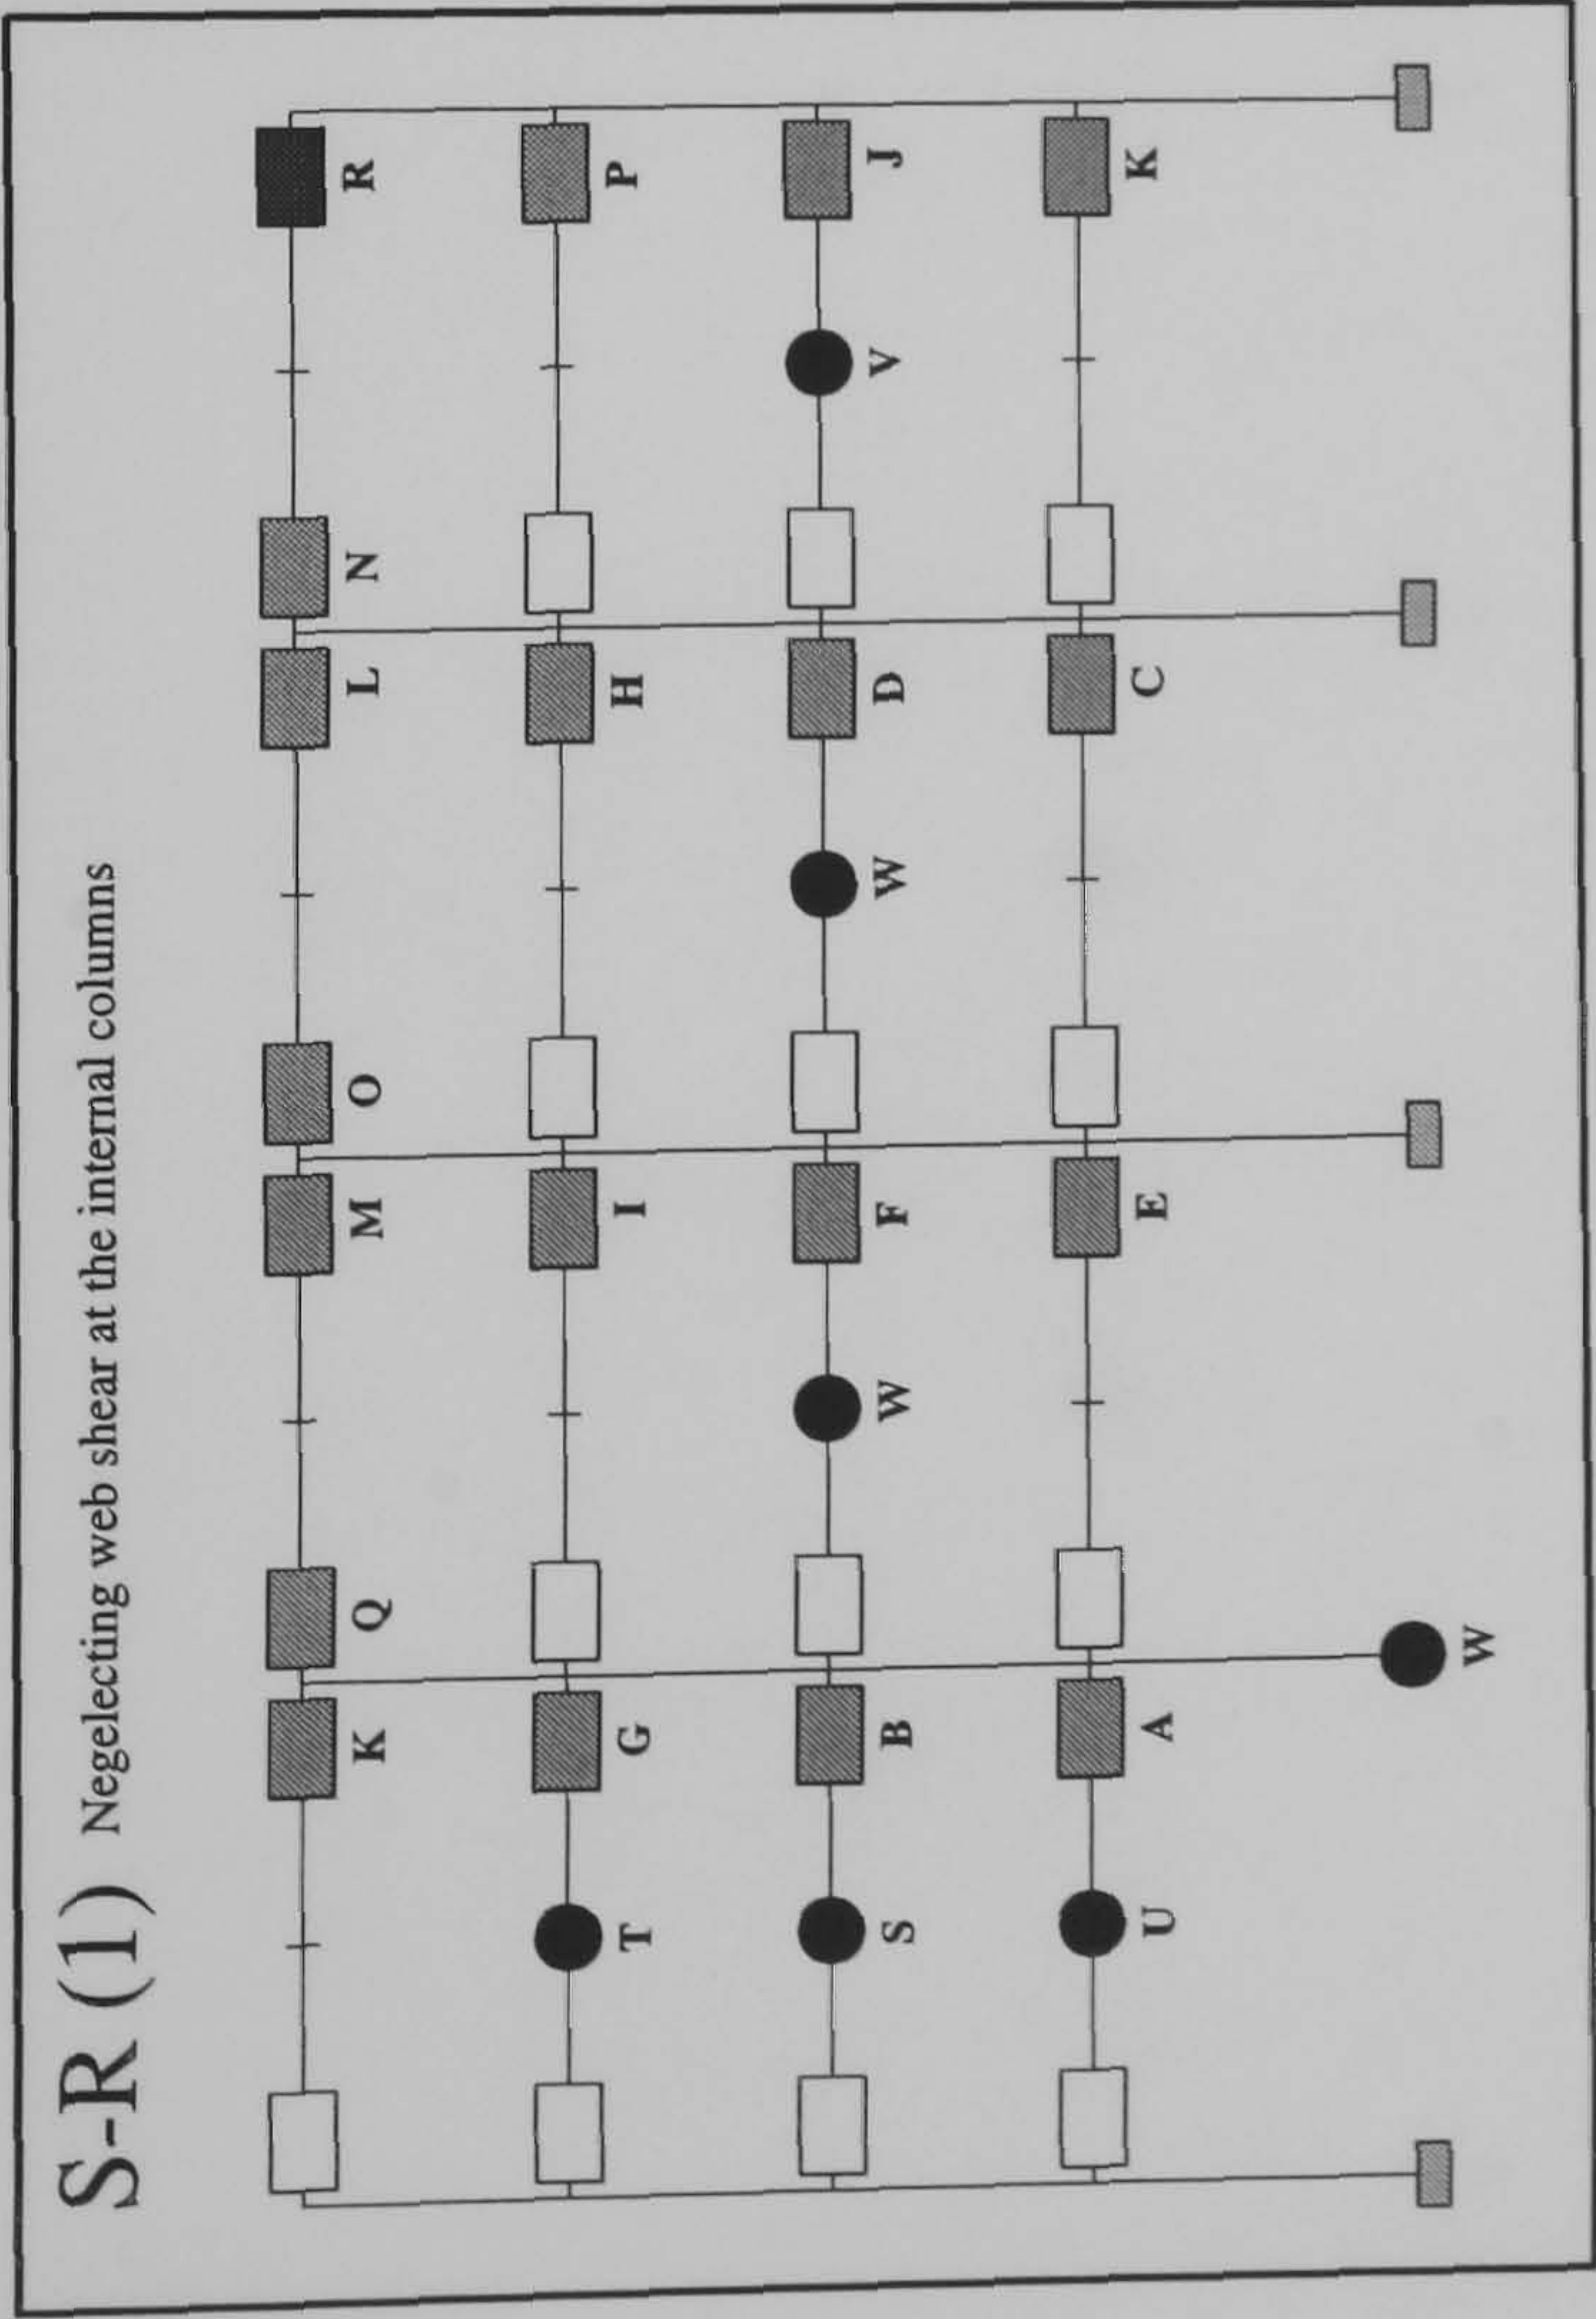 S-R (1) Negelecting web shear at the internal columns
K Q M O L N R
T G I H P
S B W F W D V J
U A E C K
W